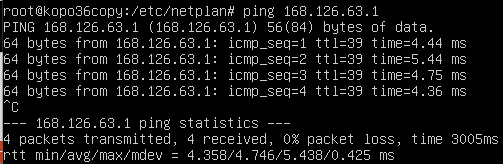 root@kopo36copy:/etc/netplan# ping 168.126.63.1
PING 168.126.63.1 (168.126.63.1) 56(84) bytes of data.
64 bytes from 168.126.63.1: icmp_seq=1 ttl=39 time=4.44 ms
64 bytes from 168.126.63.1: icmp_seq=2 ttl=39 time=5.44 ms
64 bytes from 168.126.63.1: icmp_seq=3 ttl=39 time=4.75 ms
64 bytes from 168.126.63.1: icmp_seq=4 ttl=39 time=4.36 ms
^C
--- 168.126.63.1 ping statistics ---
4 packets transmitted, 4 received, 0% packet loss, time 3005ms
rtt min/avg/max/mdev = 4.358/4.746/5.438/0.425 ms